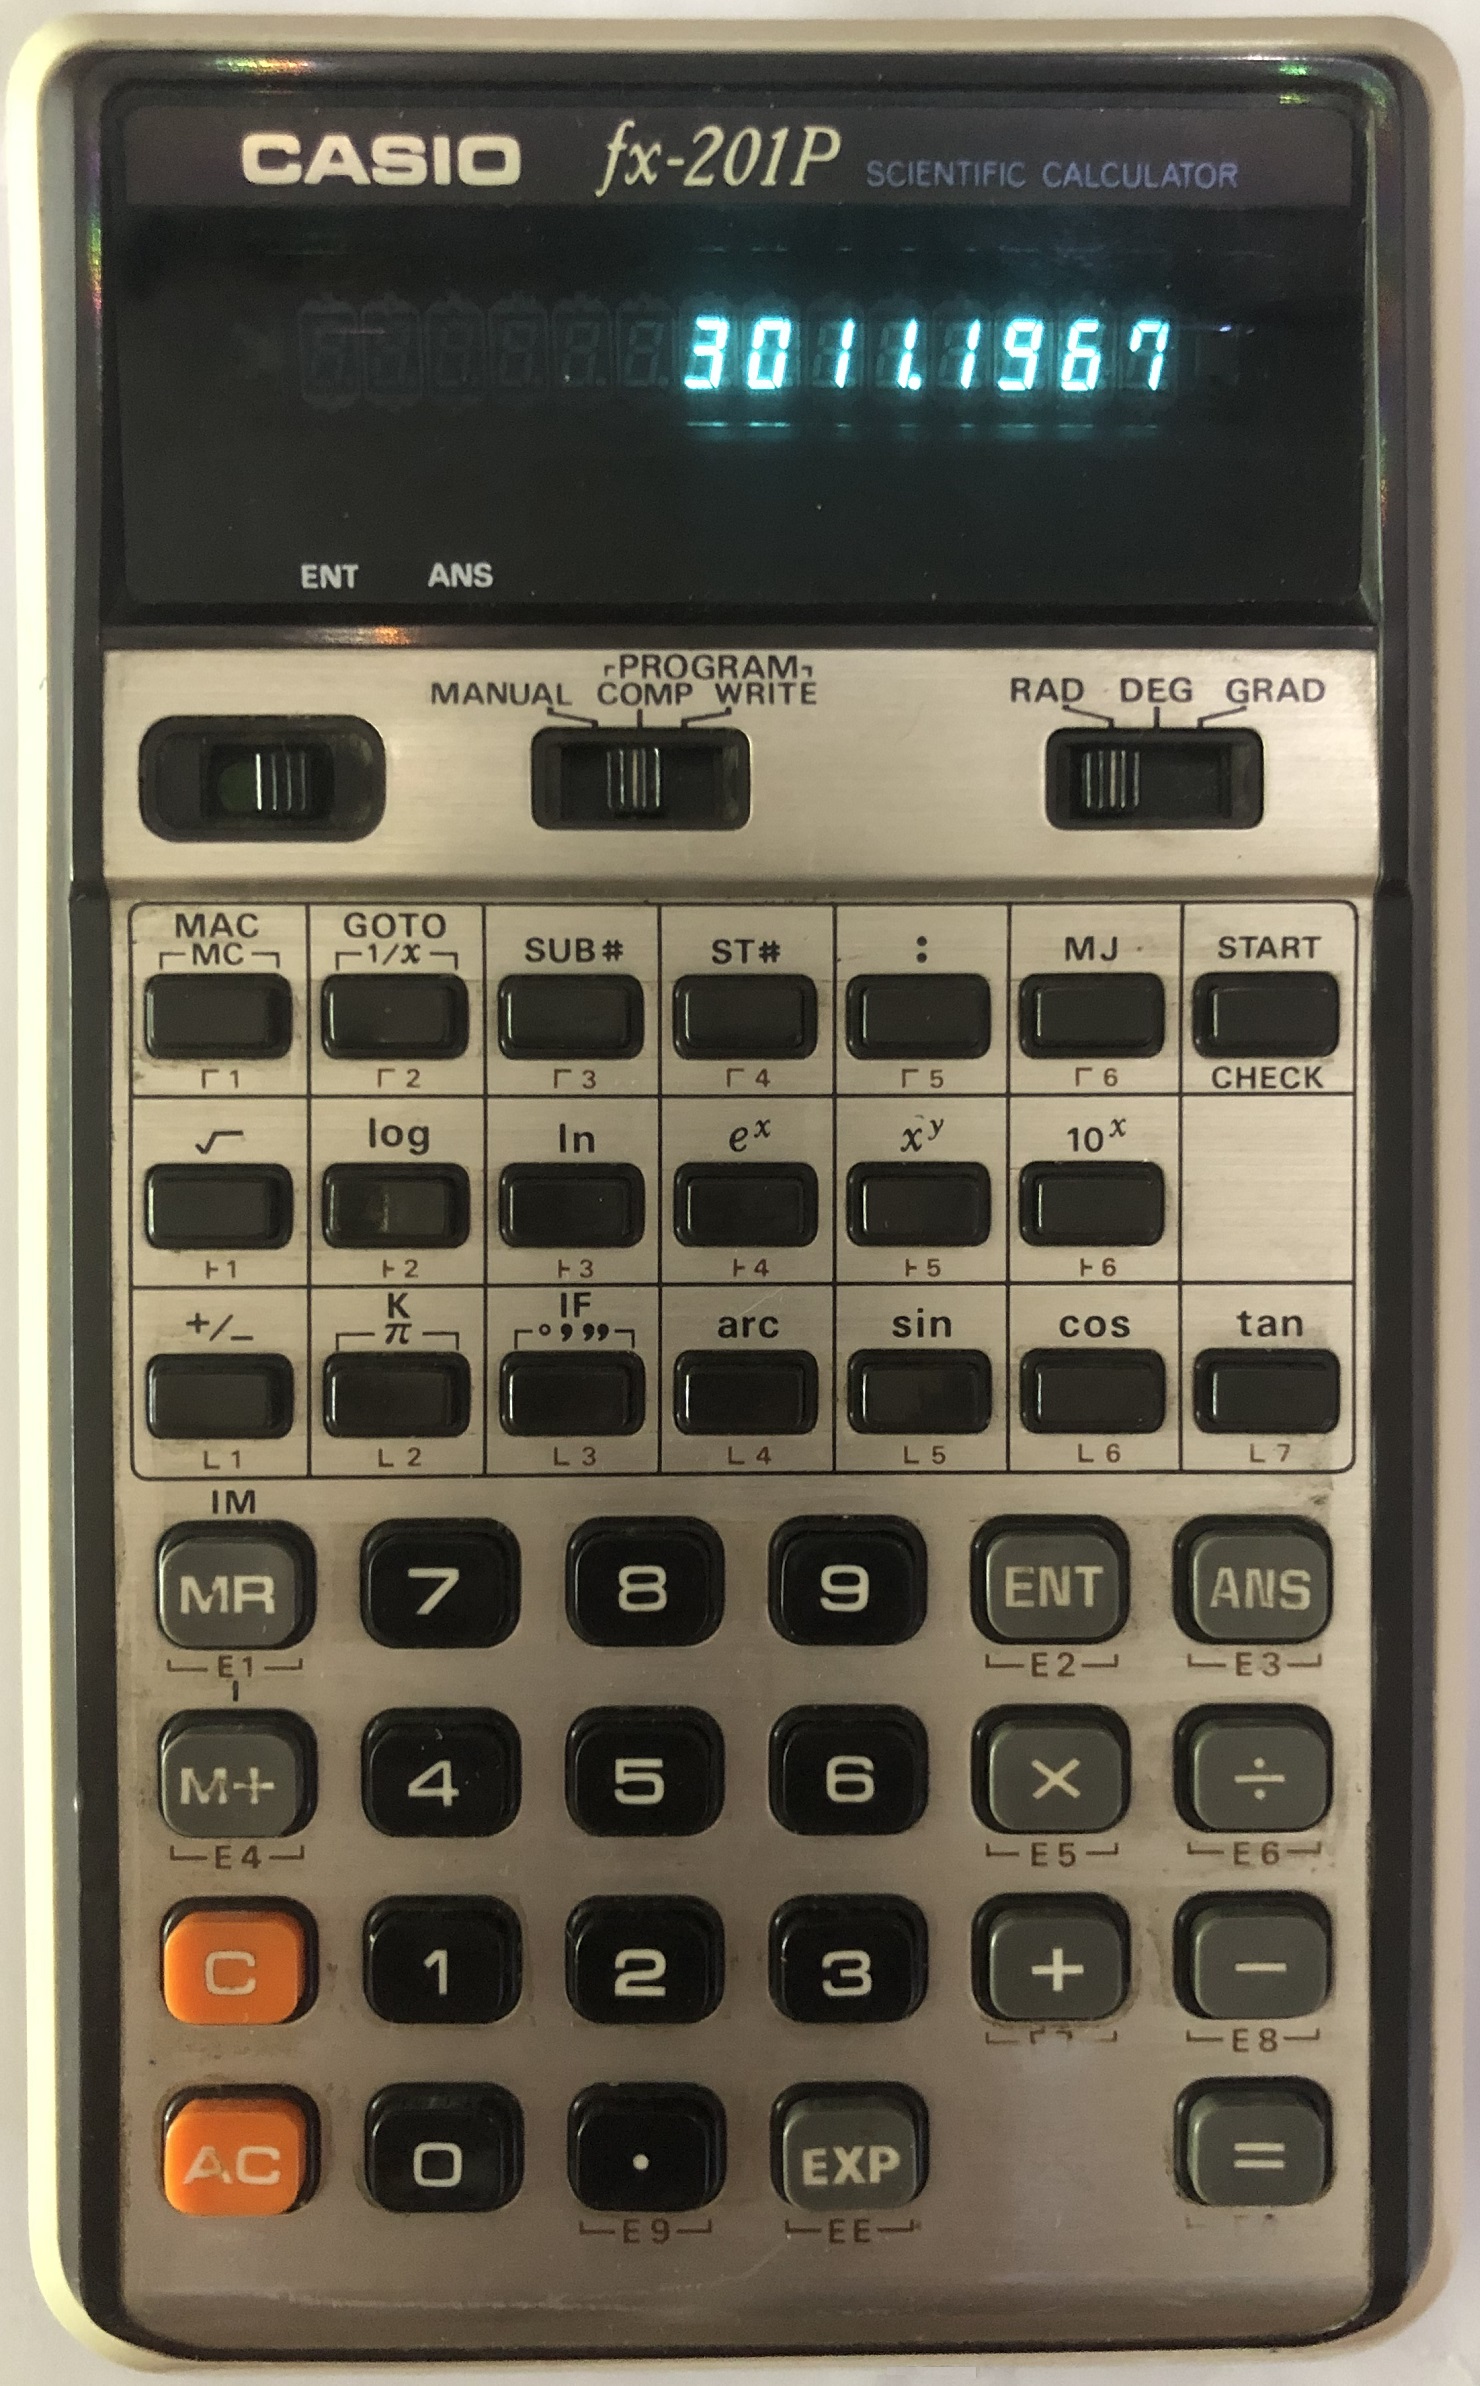 CASIO fx-201P SCIENTIFIC CALCULATOR
3011.1967
ENT ANS
PROGRAM
MANUAL COMP WRITE RAD DEG GRAD
MAC GOTO
MC 1/x SUB# ST# : MJ START
Γ1 Γ2 Γ3 Γ4 Γ5 Γ6 CHECK
√ log ln eˣ xʸ 10ˣ
⊦1 ⊦2 ⊦3 ⊦4 ⊦5 ⊦6
K IF
+/− π ° , ,, arc sin cos tan
L1 L2 L3 L4 L5 L6 L7
IM
MR 7 8 9 ENT ANS
E1 E2 E3
I
M+ 4 5 6 × ÷
E4 E5 E6
C 1 2 3 + −
E8
AC 0 . EXP =
E9 EE